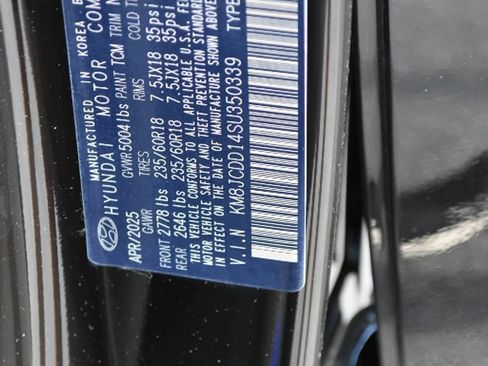 MANUFACTURED IN KOREA
HYUNDAI MOTOR COM
APR/2025 GVWR 5004 lbs PAINT TCM TRIM N
GAWR TIRES RIMS COLD TI
FRONT 2778 lbs 235/60R18 7.5JX18 35psi
REAR 2646 lbs 235/60R18 7.5JX18 35psi
THIS VEHICLE CONFORMS TO ALL APPLICABLE U.S.A. FE
MOTOR VEHICLE SAFETY AND THEFT PREVENTION STANDARD
IN EFFECT ON THE DATE OF MANUFACTURE SHOWN ABOVE
V.I.N KM8JCDD14SU350339 TYPE